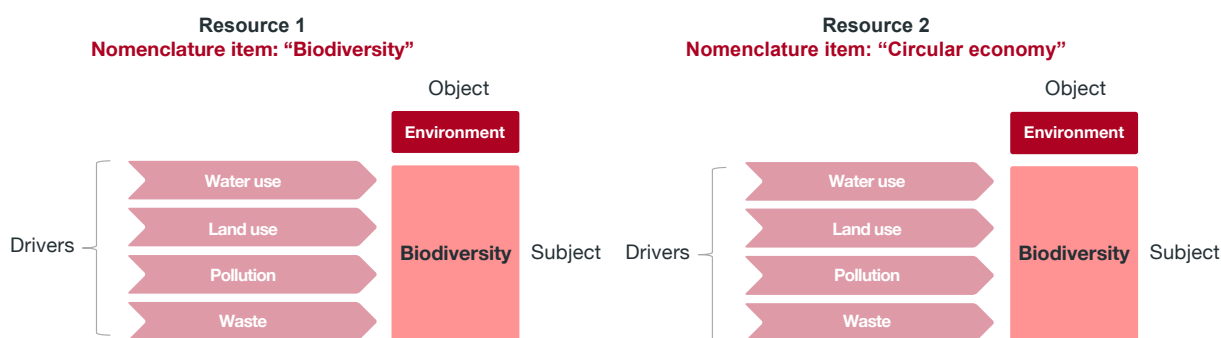 Resource 1
Nomenclature item: “Biodiversity”
Object
Environment
Drivers
Water use
Land use
Pollution
Waste
Biodiversity
Subject
Resource 2
Nomenclature item: “Circular economy”
Object
Environment
Drivers
Water use
Land use
Pollution
Waste
Biodiversity
Subject